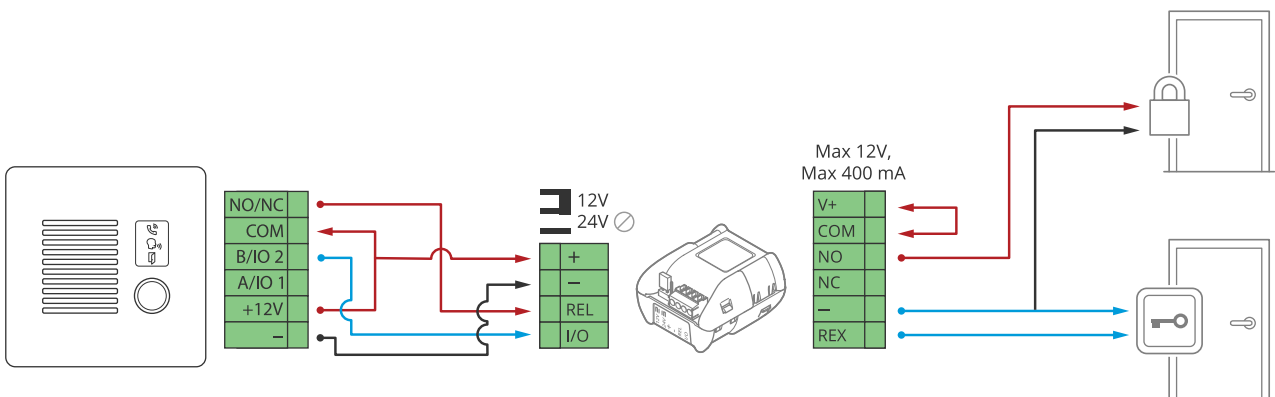 NO/NC
COM
B/IO 2
A/IO 1
+12V
–
12V
24V
+
–
REL
I/O
Max 12V,
Max 400 mA
V+
COM
NO
NC
–
REX